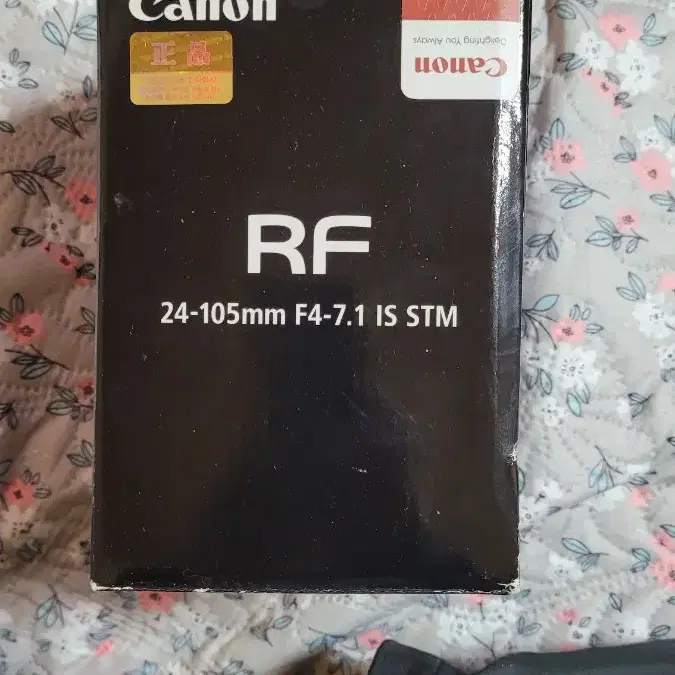 Canon
正品
Canon
Delighting You Always
RF
24-105mm F4-7.1 IS STM